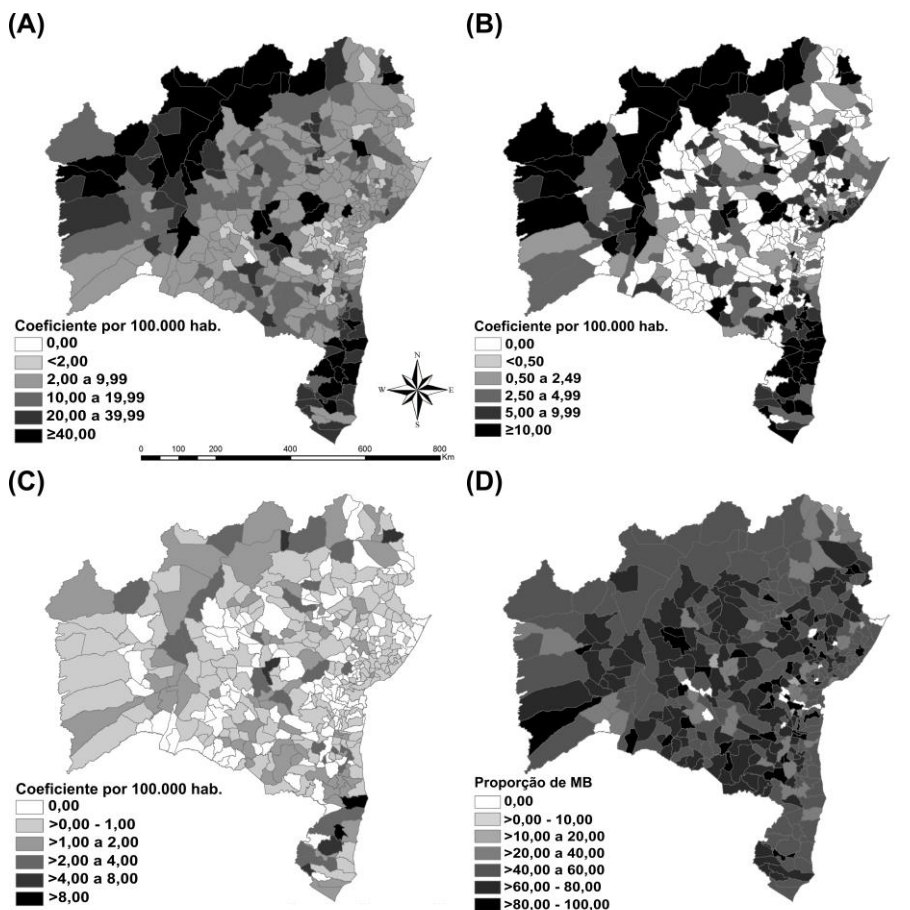 (A)
Coeficiente por 100.000 hab.
0,00
<2,00
2,00 a 9,99
10,00 a 19,99
20,00 a 39,99
≥40,00
N
W E
S
0 100 200 400 600 800
Km
(B)
Coeficiente por 100.000 hab.
0,00
<0,50
0,50 a 2,49
2,50 a 4,99
5,00 a 9,99
≥10,00
(C)
Coeficiente por 100.000 hab.
0,00
>0,00 - 1,00
>1,00 a 2,00
>2,00 a 4,00
>4,00 a 8,00
>8,00
(D)
Proporção de MB
0,00
>0,00 - 10,00
>10,00 a 20,00
>20,00 a 40,00
>40,00 a 60,00
>60,00 - 80,00
>80,00 - 100,00